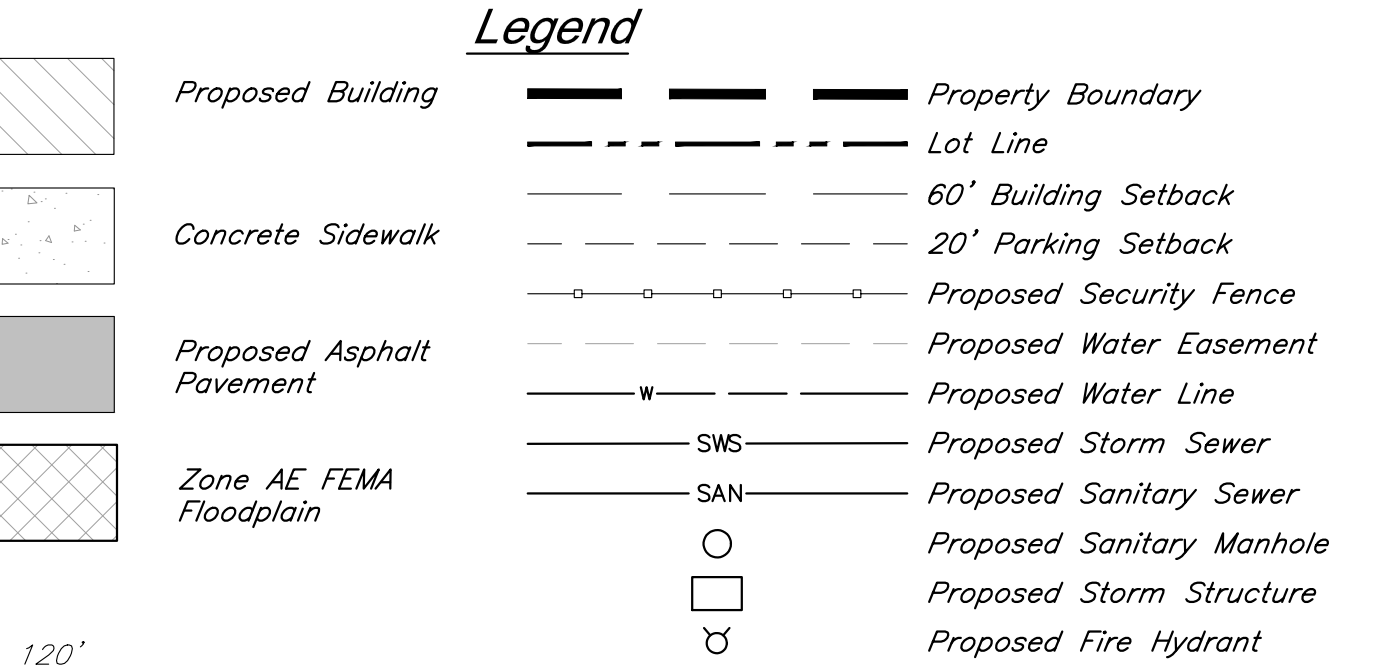 Legend
Proposed Building
Concrete Sidewalk
Proposed Asphalt
Pavement
Zone AE FEMA
Floodplain
120'
Property Boundary
Lot Line
60' Building Setback
20' Parking Setback
Proposed Security Fence
Proposed Water Easement
W
Proposed Water Line
SWS
Proposed Storm Sewer
SAN
Proposed Sanitary Sewer
Proposed Sanitary Manhole
Proposed Storm Structure
Proposed Fire Hydrant